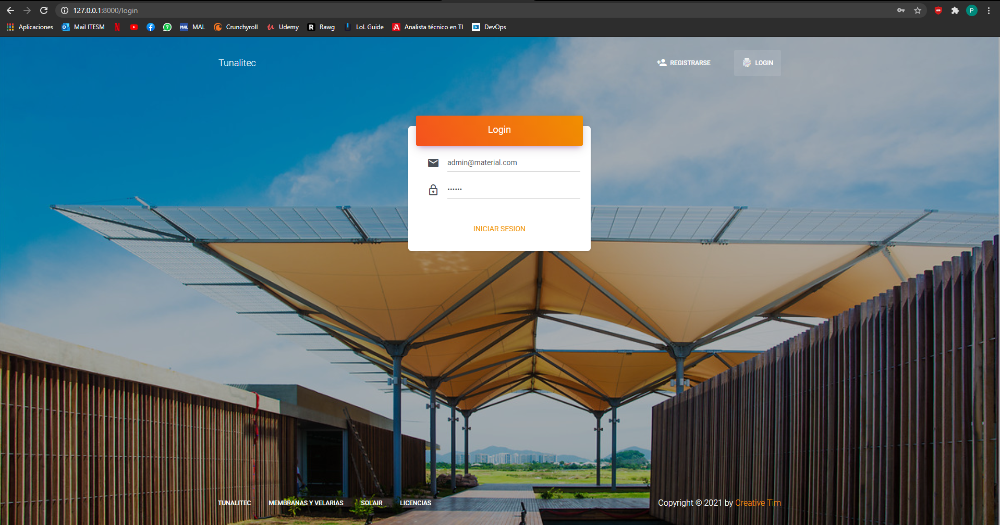 127.0.0.1:8000/login
Aplicaciones Mail ITESM MAL MAL Crunchyroll Udemy R Rawg LoL Guide Analista técnico en TI DevOps
P
7
Tunalitec
REGISTRARSE
LOGIN
Login
admin@material.com
••••••
INICIAR SESION
TUNALITEC MEMBRANAS Y VELARIAS SOLAIR LICENCIAS
Copyright © 2021 by Creative Tim